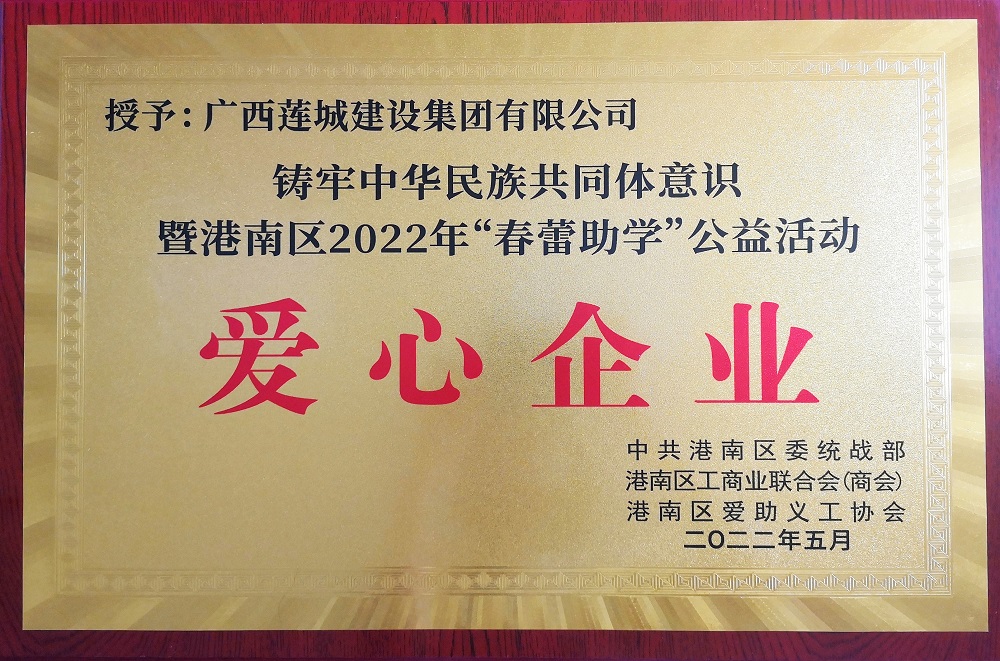 授予：广西莲城建设集团有限公司
铸牢中华民族共同体意识
暨港南区2022年“春蕾助学”公益活动
爱心企业
中共港南区委统战部
港南区工商业联合会(商会)
港南区爱助义工协会
二〇二二年五月